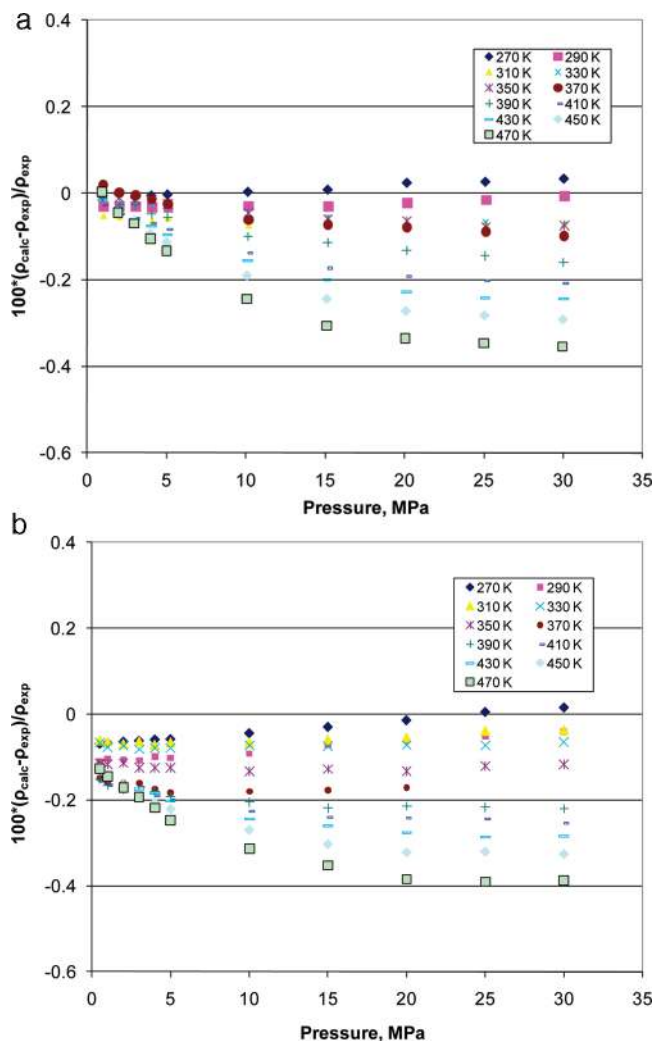 a
0.4
0.2
0
-0.2
-0.4
-0.6
100*(ρcalc-ρexp)/ρexp
270 K 290 K
310 K 330 K
350 K 370 K
390 K 410 K
430 K 450 K
470 K
0 5 10 15 20 25 30 35
Pressure, MPa
b
0.4
0.2
0
-0.2
-0.4
-0.6
100*(ρcalc-ρexp)/ρexp
270 K 290 K
310 K 330 K
350 K 370 K
390 K 410 K
430 K 450 K
470 K
0 5 10 15 20 25 30 35
Pressure, MPa